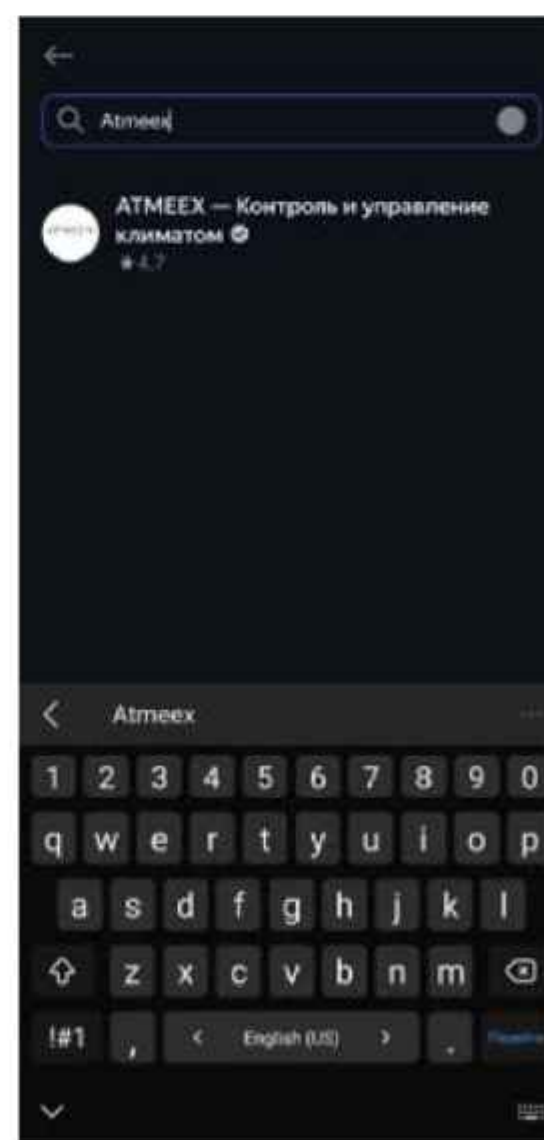 Atmeex
ATMEEX — Контроль и управление
климатом
★4.7
Atmeex
1 2 3 4 5 6 7 8 9 0
q w e r t y u i o p
a s d f g h j k l
z x c v b n m
!#1 , < English (US) > .